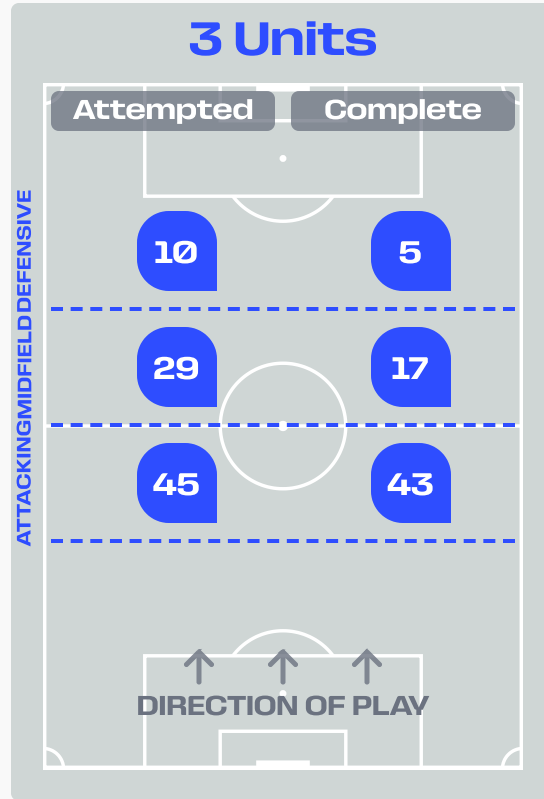 3 Units
Attempted Complete
10 5
29 17
45 43
ATTACKINGMIDFIELDDEFENSIVE
DIRECTION OF PLAY